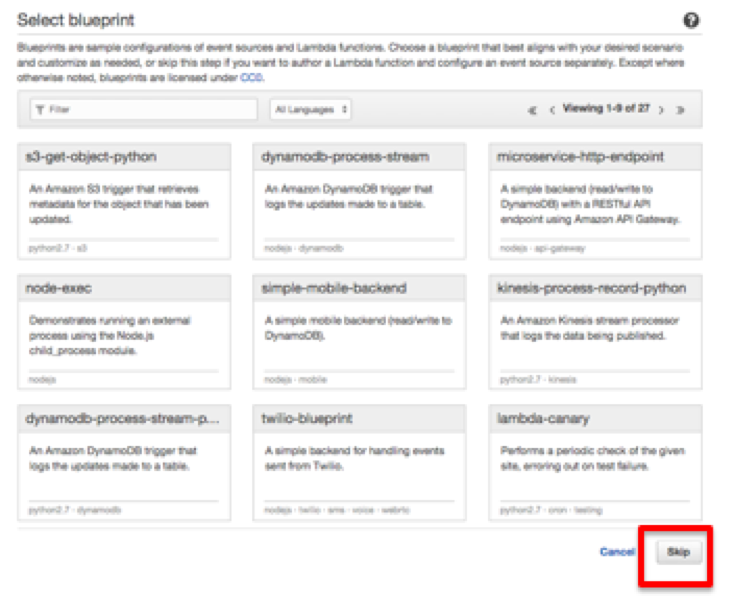 Select blueprint
Blueprints are sample configurations of event sources and Lambda functions. Choose a blueprint that best aligns with your desired scenario
and customize as needed, or skip this step if you want to author a Lambda function and configure an event source separately. Except where
otherwise noted, blueprints are licensed under CC0.
Filter
All Languages
« < Viewing 1-9 of 27 > »
s3-get-object-python
An Amazon S3 trigger that retrieves
metadata for the object that has been
updated.
python2.7 · s3
dynamodb-process-stream
An Amazon DynamoDB trigger that
logs the updates made to a table.
nodejs · dynamodb
microservice-http-endpoint
A simple backend (read/write to
DynamoDB) with a RESTful API
endpoint using Amazon API Gateway.
nodejs · api-gateway
node-exec
Demonstrates running an external
process using the Node.js
child_process module.
nodejs
simple-mobile-backend
A simple mobile backend (read/write to
DynamoDB).
nodejs · mobile
kinesis-process-record-python
An Amazon Kinesis stream processor
that logs the data being published.
python2.7 · kinesis
dynamodb-process-stream-p...
An Amazon DynamoDB trigger that
logs the updates made to a table.
python2.7 · dynamodb
twilio-blueprint
A simple backend for handling events
sent from Twilio.
nodejs · twilio · sms · voice · webrtc
lambda-canary
Performs a periodic check of the given
site, erroring out on test failure.
python2.7 · cron · testing
Cancel
Skip